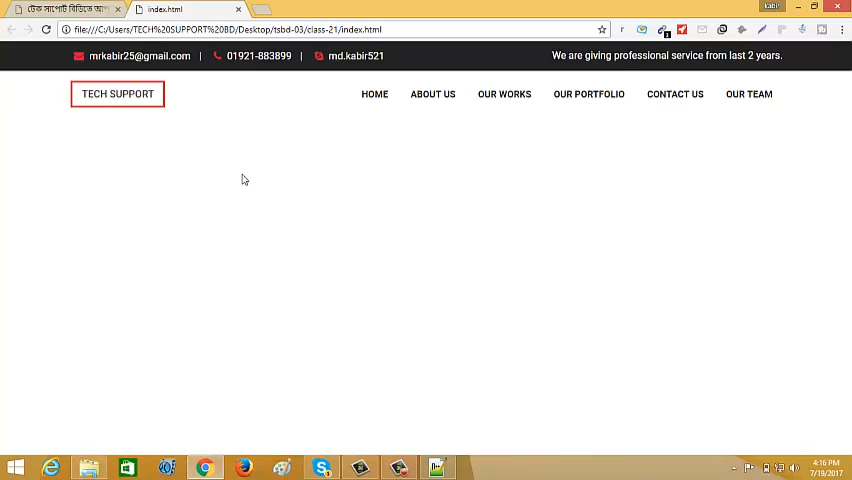 টেক সাপোর্ট বিডিতে আপ
index.html
kabir
file:///C:/Users/TECH%20SUPPORT%20BD/Desktop/tsbd-03/class-21/index.html
mrkabir25@gmail.com | 01921-883899 | md.kabir521 We are giving professional service from last 2 years.
TECH SUPPORT HOME ABOUT US OUR WORKS OUR PORTFOLIO CONTACT US OUR TEAM
4:16 PM
7/19/2017